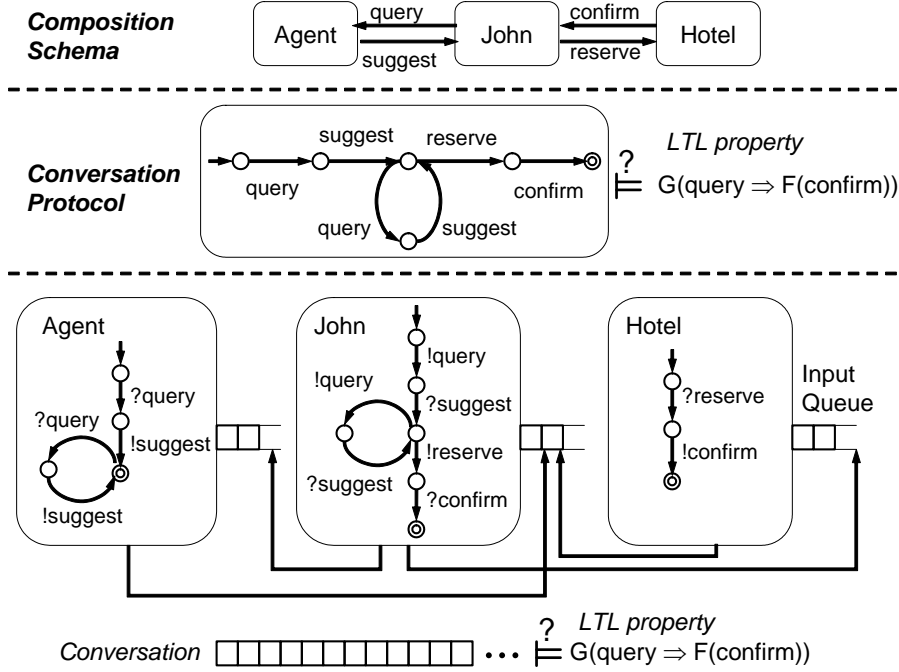 Composition
Schema
Agent
query
suggest
John
confirm
reserve
Hotel
Conversation
Protocol
suggest
reserve
query
confirm
query
suggest
?
LTL property
G(query ⇒ F(confirm))
Agent
?query
!suggest
?query
!suggest
John
!query
?suggest
!query
!reserve
?suggest
?confirm
Hotel
?reserve
!confirm
Input
Queue
Conversation
...
?
LTL property
G(query ⇒ F(confirm))